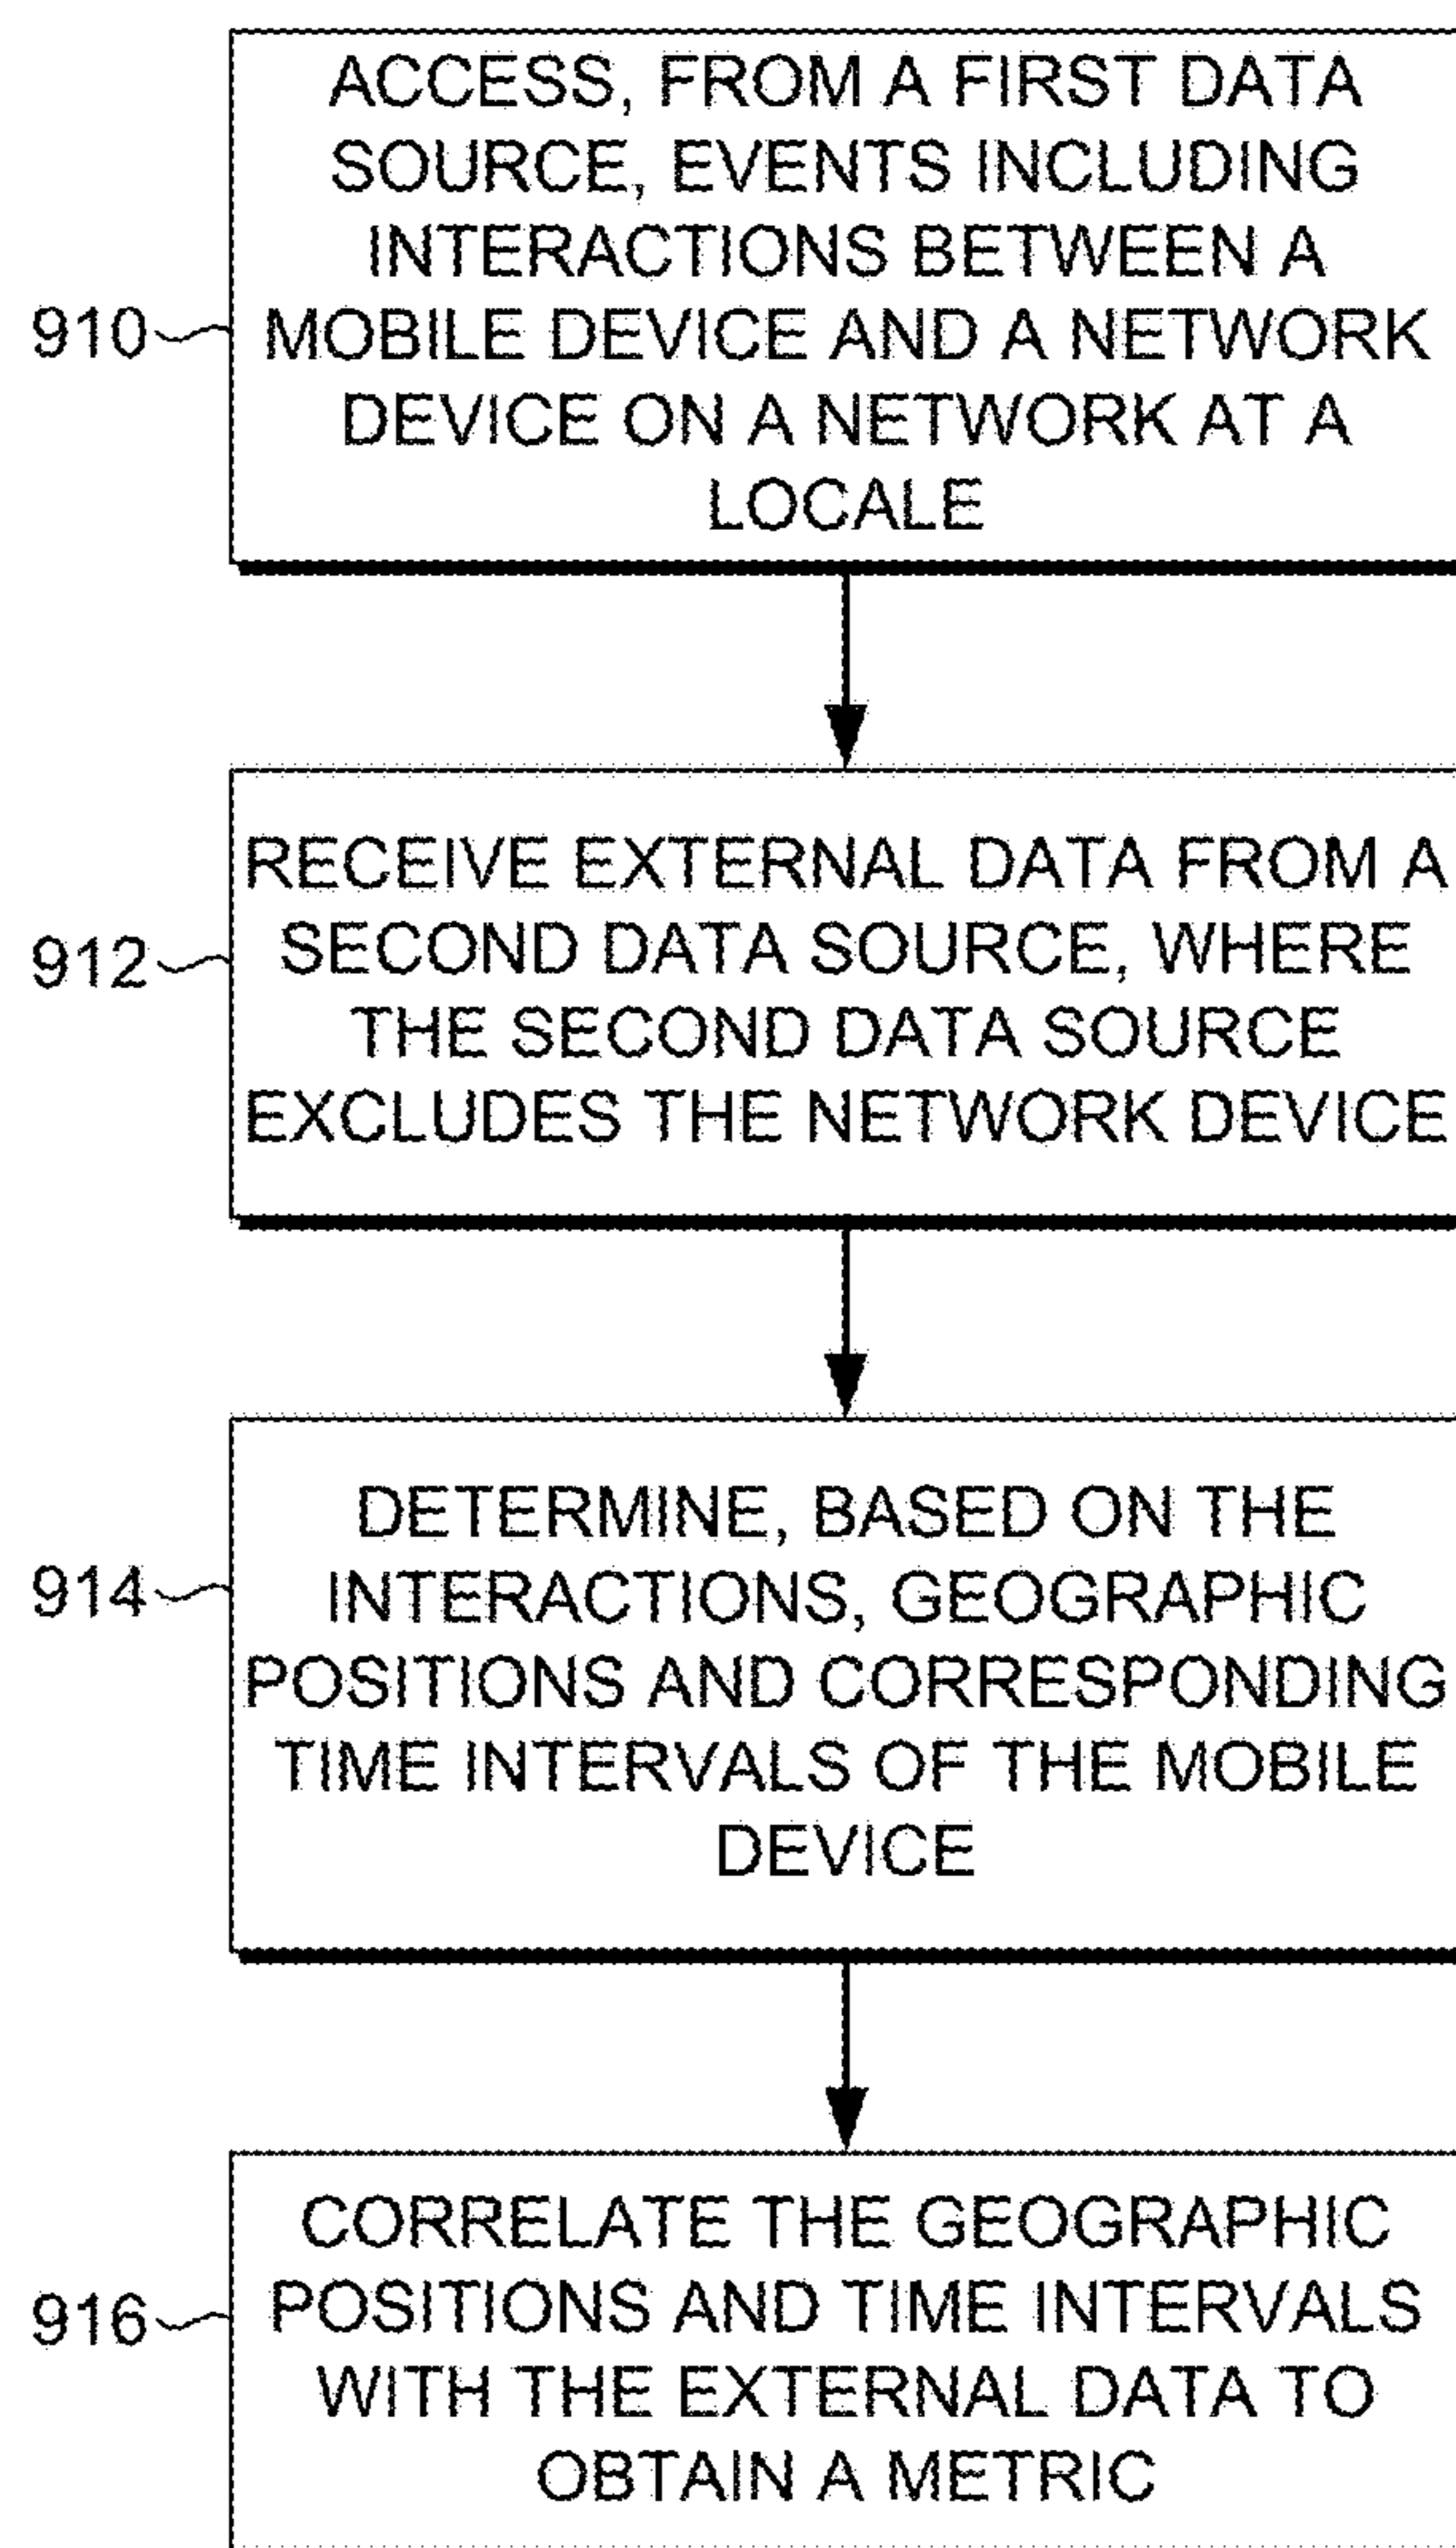 ACCESS, FROM A FIRST DATA
SOURCE, EVENTS INCLUDING
INTERACTIONS BETWEEN A
910
MOBILE DEVICE AND A NETWORK
DEVICE ON A NETWORK AT A
LOCALE
RECEIVE EXTERNAL DATA FROM A
912
SECOND DATA SOURCE, WHERE
THE SECOND DATA SOURCE
EXCLUDES THE NETWORK DEVICE
DETERMINE, BASED ON THE
914
INTERACTIONS, GEOGRAPHIC
POSITIONS AND CORRESPONDING
TIME INTERVALS OF THE MOBILE
DEVICE
CORRELATE THE GEOGRAPHIC
916
POSITIONS AND TIME INTERVALS
WITH THE EXTERNAL DATA TO
OBTAIN A METRIC